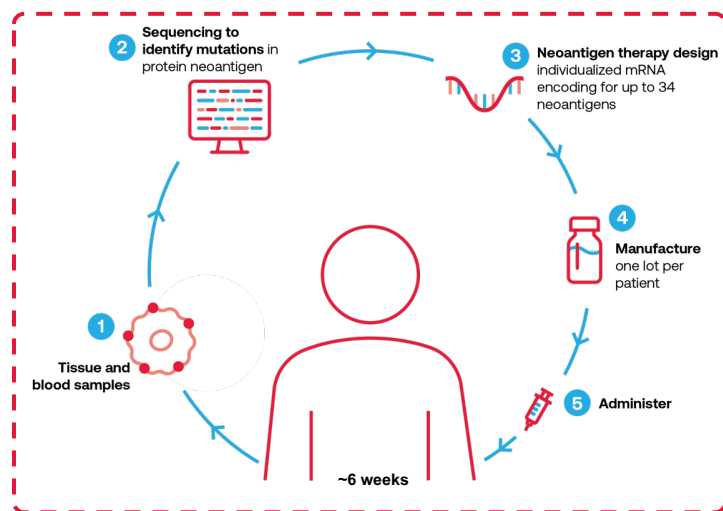 1
Tissue and
blood samples
2
Sequencing to
identify mutations in
protein neoantigen
3
Neoantigen therapy design
individualized mRNA
encoding for up to 34
neoantigens
4
Manufacture
one lot per
patient
5
Administer
~6 weeks